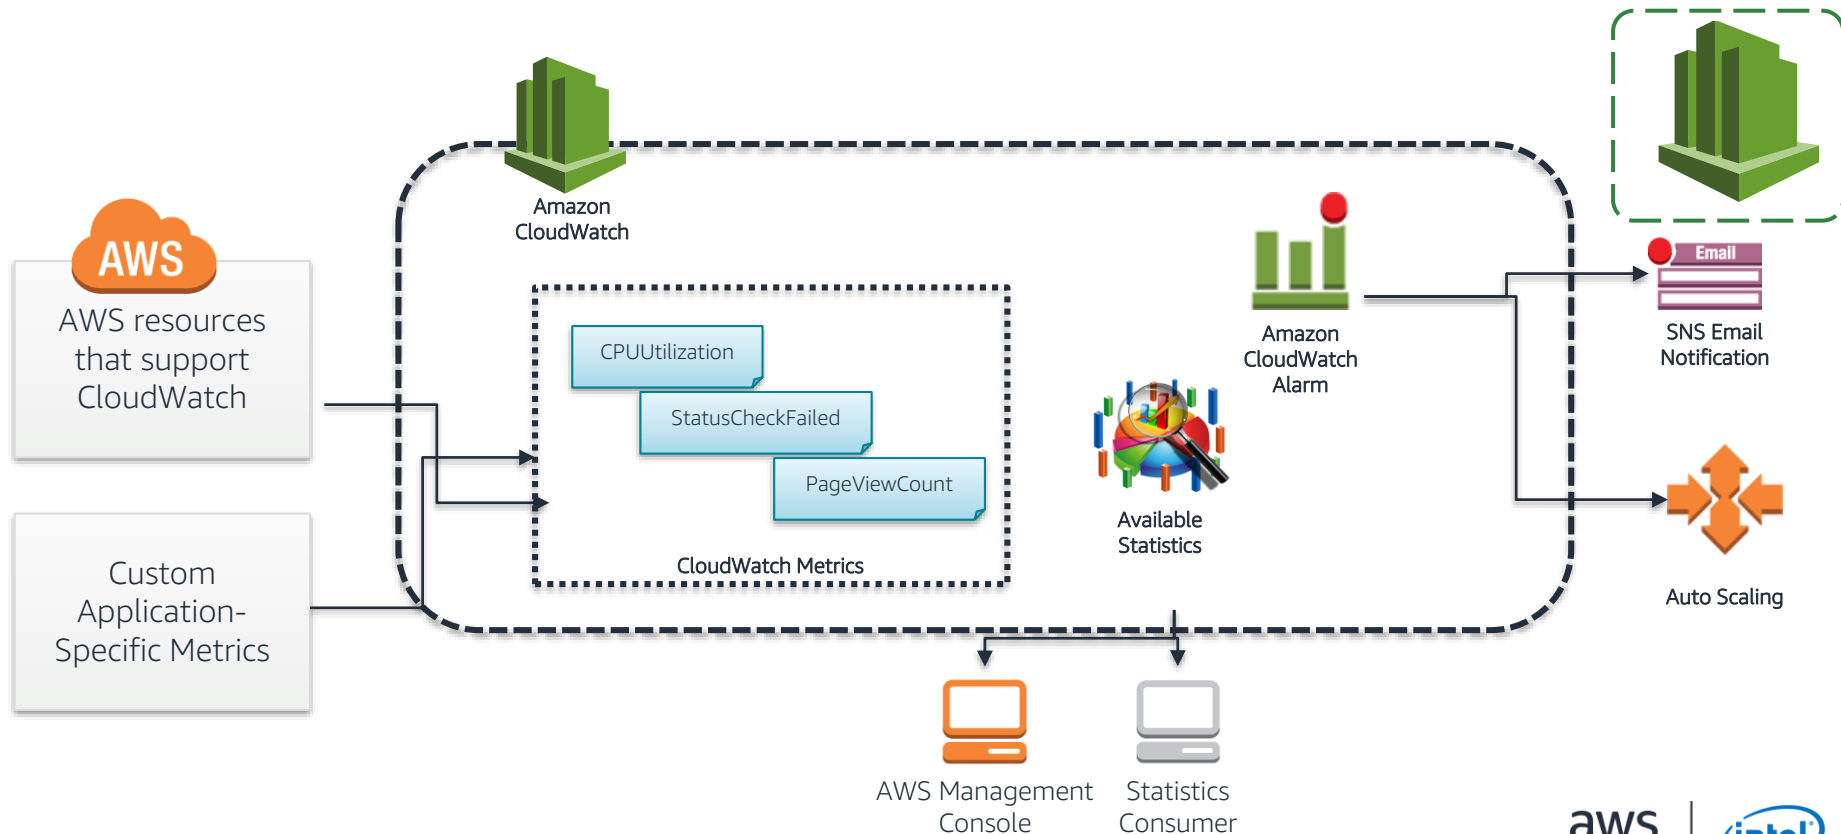 Amazon
CloudWatch
AWS
AWS resources
that support
CloudWatch
Custom
Application-
Specific Metrics
CPUUtilization
StatusCheckFailed
PageViewCount
CloudWatch Metrics
Available
Statistics
Amazon
CloudWatch
Alarm
Email
SNS Email
Notification
Auto Scaling
AWS Management
Console
Statistics
Consumer
aws
intel